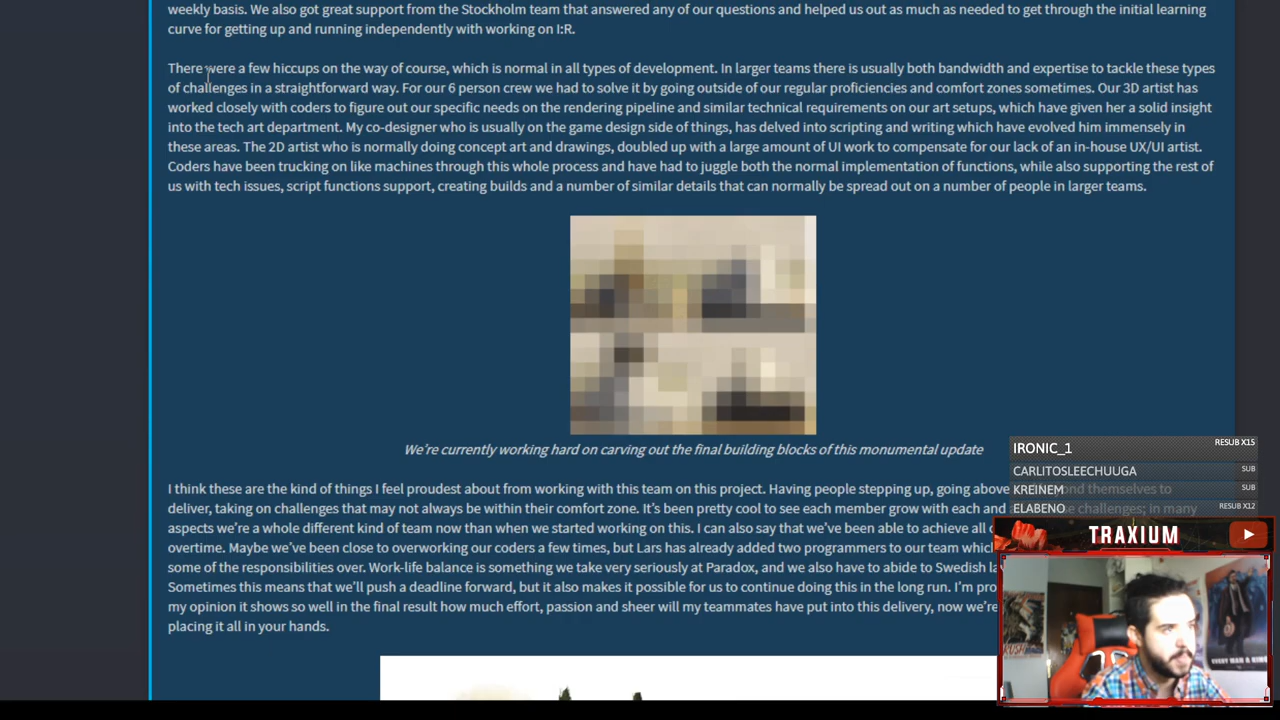 weekly basis. We also got great support from the Stockholm team that answered any of our questions and helped us out as much as needed to get through the initial learning
curve for getting up and running independently with working on I:R.
There were a few hiccups on the way of course, which is normal in all types of development. In larger teams there is usually both bandwidth and expertise to tackle these types
of challenges in a straightforward way. For our 6 person crew we had to solve it by going outside of our regular proficiencies and comfort zones sometimes. Our 3D artist has
worked closely with coders to figure out our specific needs on the rendering pipeline and similar technical requirements on our art setups, which have given her a solid insight
into the tech art department. My co-designer who is usually on the game design side of things, has delved into scripting and writing which have evolved him immensely in
these areas. The 2D artist who is normally doing concept art and drawings, doubled up with a large amount of UI work to compensate for our lack of an in-house UX/UI artist.
Coders have been trucking on like machines through this whole process and have had to juggle both the normal implementation of functions, while also supporting the rest of
us with tech issues, script functions support, creating builds and a number of similar details that can normally be spread out on a number of people in larger teams.
We're currently working hard on carving out the final building blocks of this monumental update
I think these are the kind of things I feel proudest about from working with this team on this project. Having people stepping up, going above themselves to
deliver, taking on challenges that may not always be within their comfort zone. It's been pretty cool to see each member grow with each and challenges; in many
aspects we're a whole different kind of team now than when we started working on this. I can also say that we've been able to achieve all
overtime. Maybe we've been close to overworking our coders a few times, but Lars has already added two programmers to our team which
some of the responsibilities over. Work-life balance is something we take very seriously at Paradox, and we also have to abide to Swedish
Sometimes this means that we'll push a deadline forward, but it also makes it possible for us to continue doing this in the long run. I'm
my opinion it shows so well in the final result how much effort, passion and sheer will my teammates have put into this delivery, now we're
placing it all in your hands.
IRONIC_1 RESUB X15
CARLITOSLEECHUUGA SUB
KREINEM SUB
ELABENO RESUB X12
TRAXIUM
EVERY MAN A KING